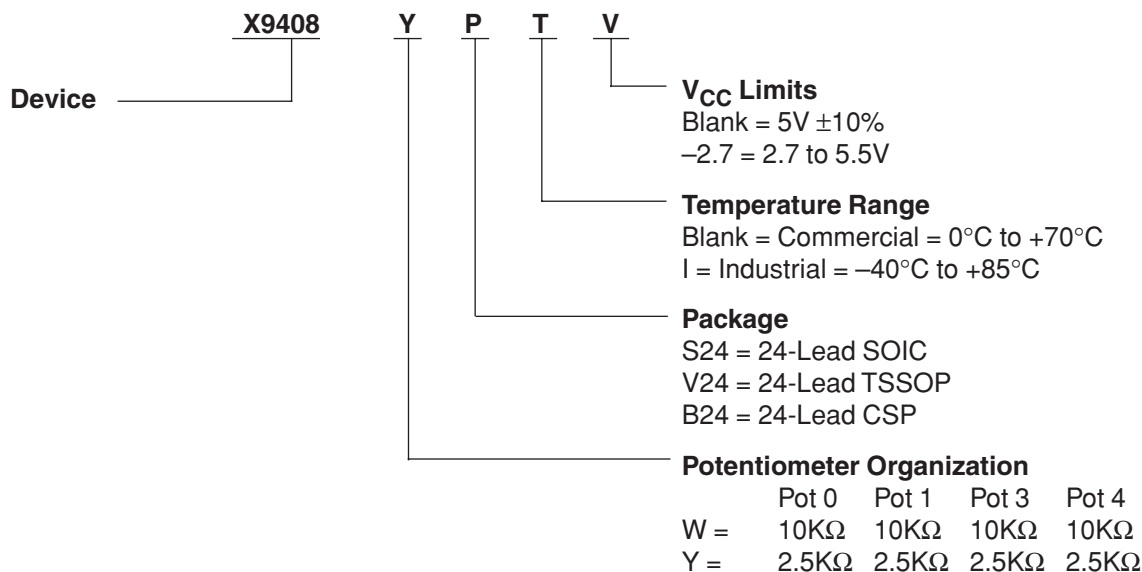 X9408 Y P T V
Device
VCC Limits
Blank = 5V ±10%
–2.7 = 2.7 to 5.5V
Temperature Range
Blank = Commercial = 0°C to +70°C
I = Industrial = –40°C to +85°C
Package
S24 = 24-Lead SOIC
V24 = 24-Lead TSSOP
B24 = 24-Lead CSP
Potentiometer Organization
Pot 0 Pot 1 Pot 3 Pot 4
W = 10KΩ 10KΩ 10KΩ 10KΩ
Y = 2.5KΩ 2.5KΩ 2.5KΩ 2.5KΩ